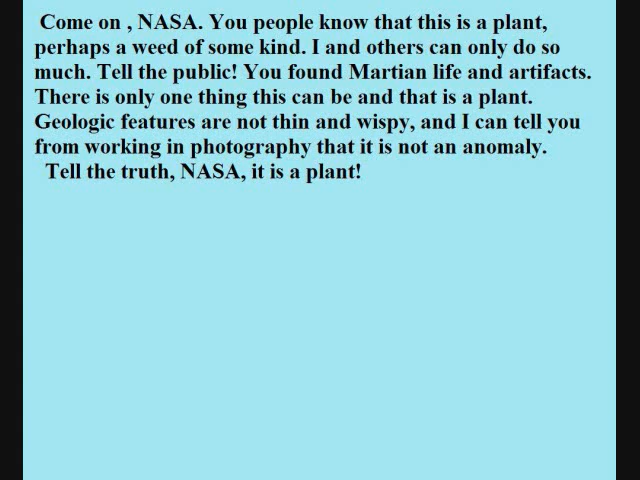 Come on , NASA. You people know that this is a plant,
perhaps a weed of some kind. I and others can only do so
much. Tell the public! You found Martian life and artifacts.
There is only one thing this can be and that is a plant.
Geologic features are not thin and wispy, and I can tell you
from working in photography that it is not an anomaly.
Tell the truth, NASA, it is a plant!